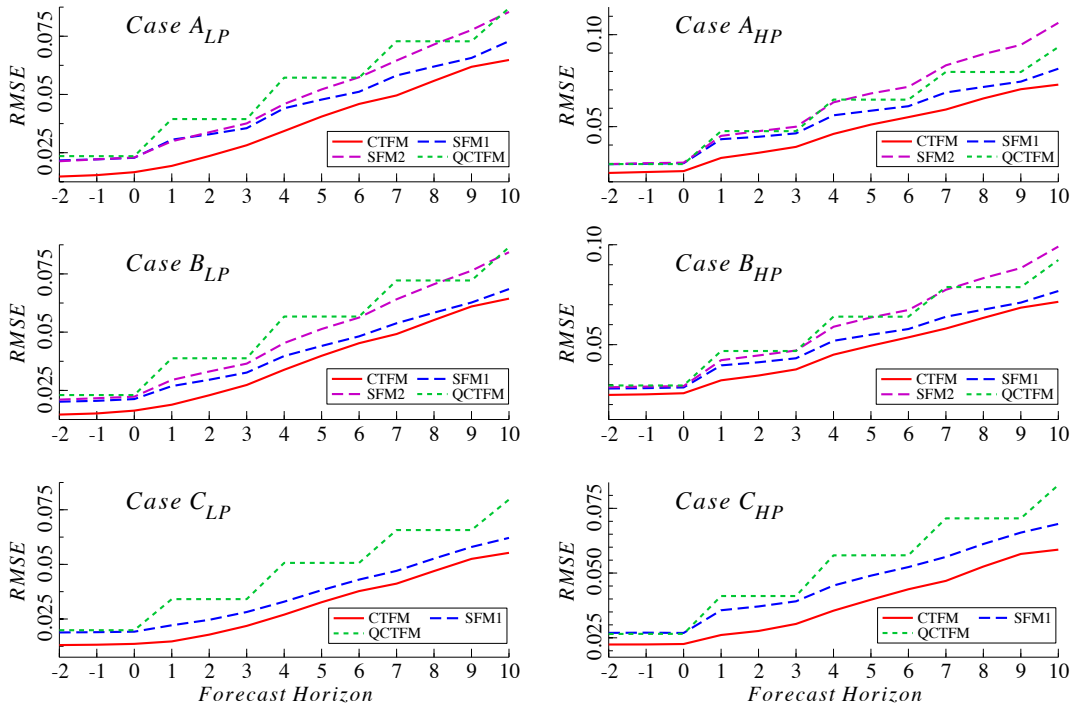 Case A_LP
RMSE
0.075
0.05
0.025
CTFM SFM1
SFM2 QCTFM
-2 -1 0 1 2 3 4 5 6 7 8 9 10
Case A_HP
RMSE
0.10
0.05
CTFM SFM1
SFM2 QCTFM
-2 -1 0 1 2 3 4 5 6 7 8 9 10
Case B_LP
RMSE
0.075
0.05
0.025
CTFM SFM1
SFM2 QCTFM
-2 -1 0 1 2 3 4 5 6 7 8 9 10
Case B_HP
RMSE
0.10
0.05
CTFM SFM1
SFM2 QCTFM
-2 -1 0 1 2 3 4 5 6 7 8 9 10
Case C_LP
RMSE
0.075
0.05
0.025
CTFM SFM1
QCTFM
-2 -1 0 1 2 3 4 5 6 7 8 9 10
Forecast Horizon
Case C_HP
RMSE
0.075
0.05
0.025
CTFM SFM1
QCTFM
-2 -1 0 1 2 3 4 5 6 7 8 9 10
Forecast Horizon